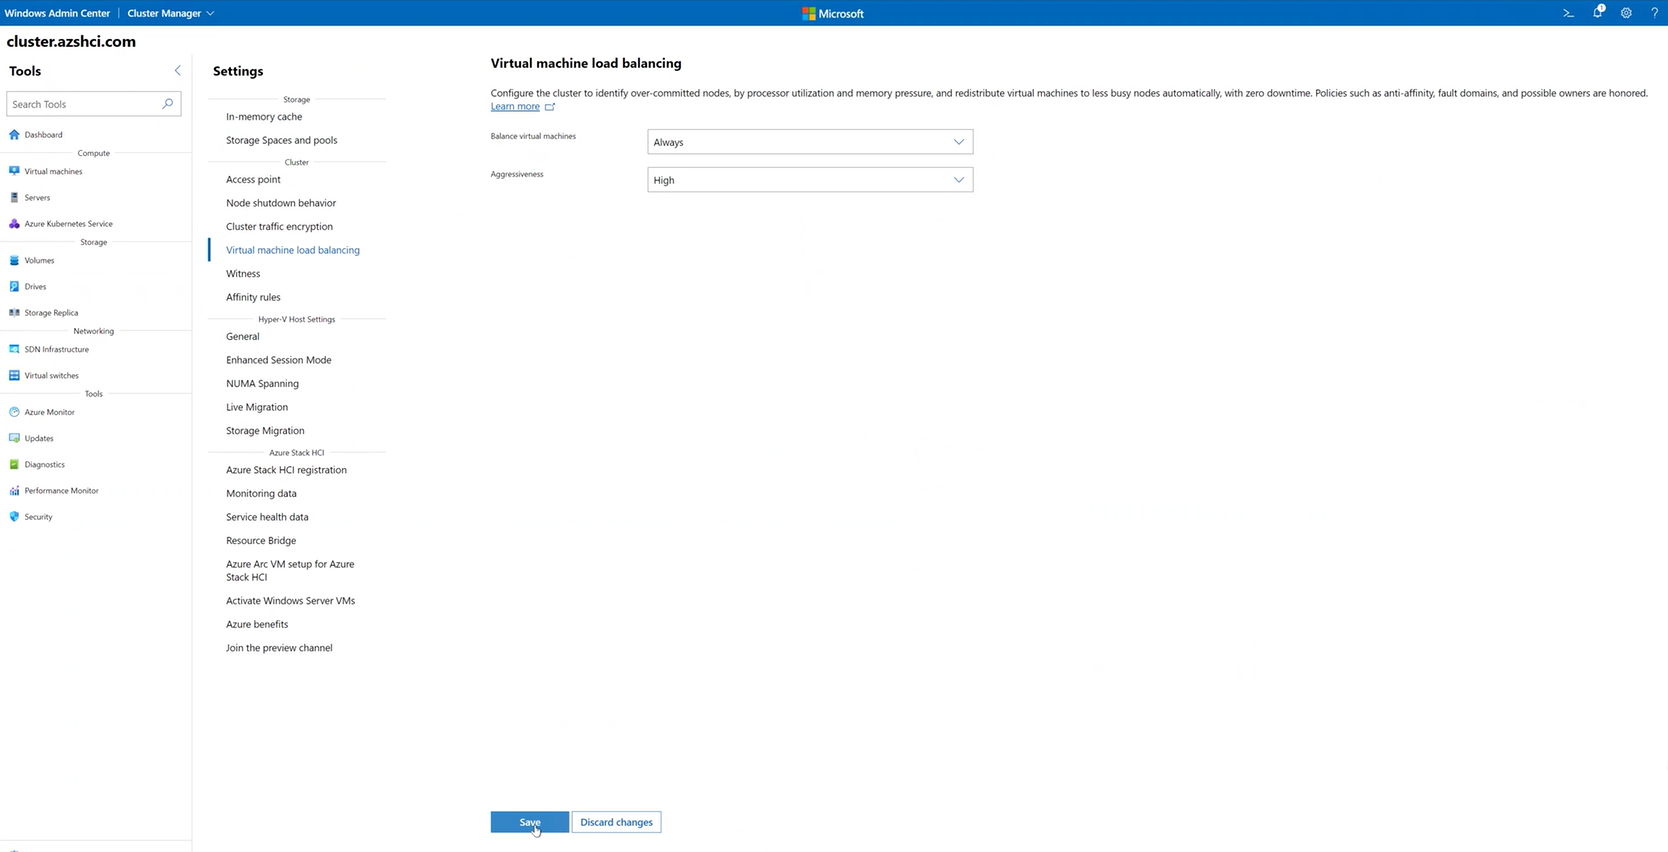 Windows Admin Center
Cluster Manager
Microsoft
1
cluster.azshci.com
Tools
Search Tools
Dashboard
Compute
Virtual machines
Servers
Azure Kubernetes Service
Storage
Volumes
Drives
Storage Replica
Networking
SDN Infrastructure
Virtual switches
Tools
Azure Monitor
Updates
Diagnostics
Performance Monitor
Security
Settings
Storage
In-memory cache
Storage Spaces and pools
Cluster
Access point
Node shutdown behavior
Cluster traffic encryption
Virtual machine load balancing
Witness
Affinity rules
Hyper-V Host Settings
General
Enhanced Session Mode
NUMA Spanning
Live Migration
Storage Migration
Azure Stack HCI
Azure Stack HCI registration
Monitoring data
Service health data
Resource Bridge
Azure Arc VM setup for Azure
Stack HCI
Activate Windows Server VMs
Azure benefits
Join the preview channel
Virtual machine load balancing
Configure the cluster to identify over-committed nodes, by processor utilization and memory pressure, and redistribute virtual machines to less busy nodes automatically, with zero downtime. Policies such as anti-affinity, fault domains, and possible owners are honored.
Learn more
Balance virtual machines
Always
Aggressiveness
High
Save
Discard changes